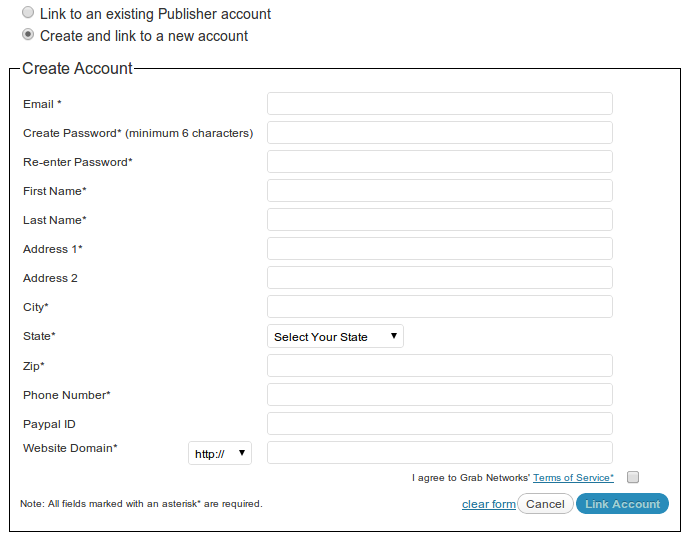 Link to an existing Publisher account
Create and link to a new account
Create Account
Email *
Create Password* (minimum 6 characters)
Re-enter Password*
First Name*
Last Name*
Address 1*
Address 2
City*
State* Select Your State
Zip*
Phone Number*
Paypal ID
Website Domain* http://
I agree to Grab Networks' Terms of Service*
Note: All fields marked with an asterisk* are required. clear form Cancel Link Account